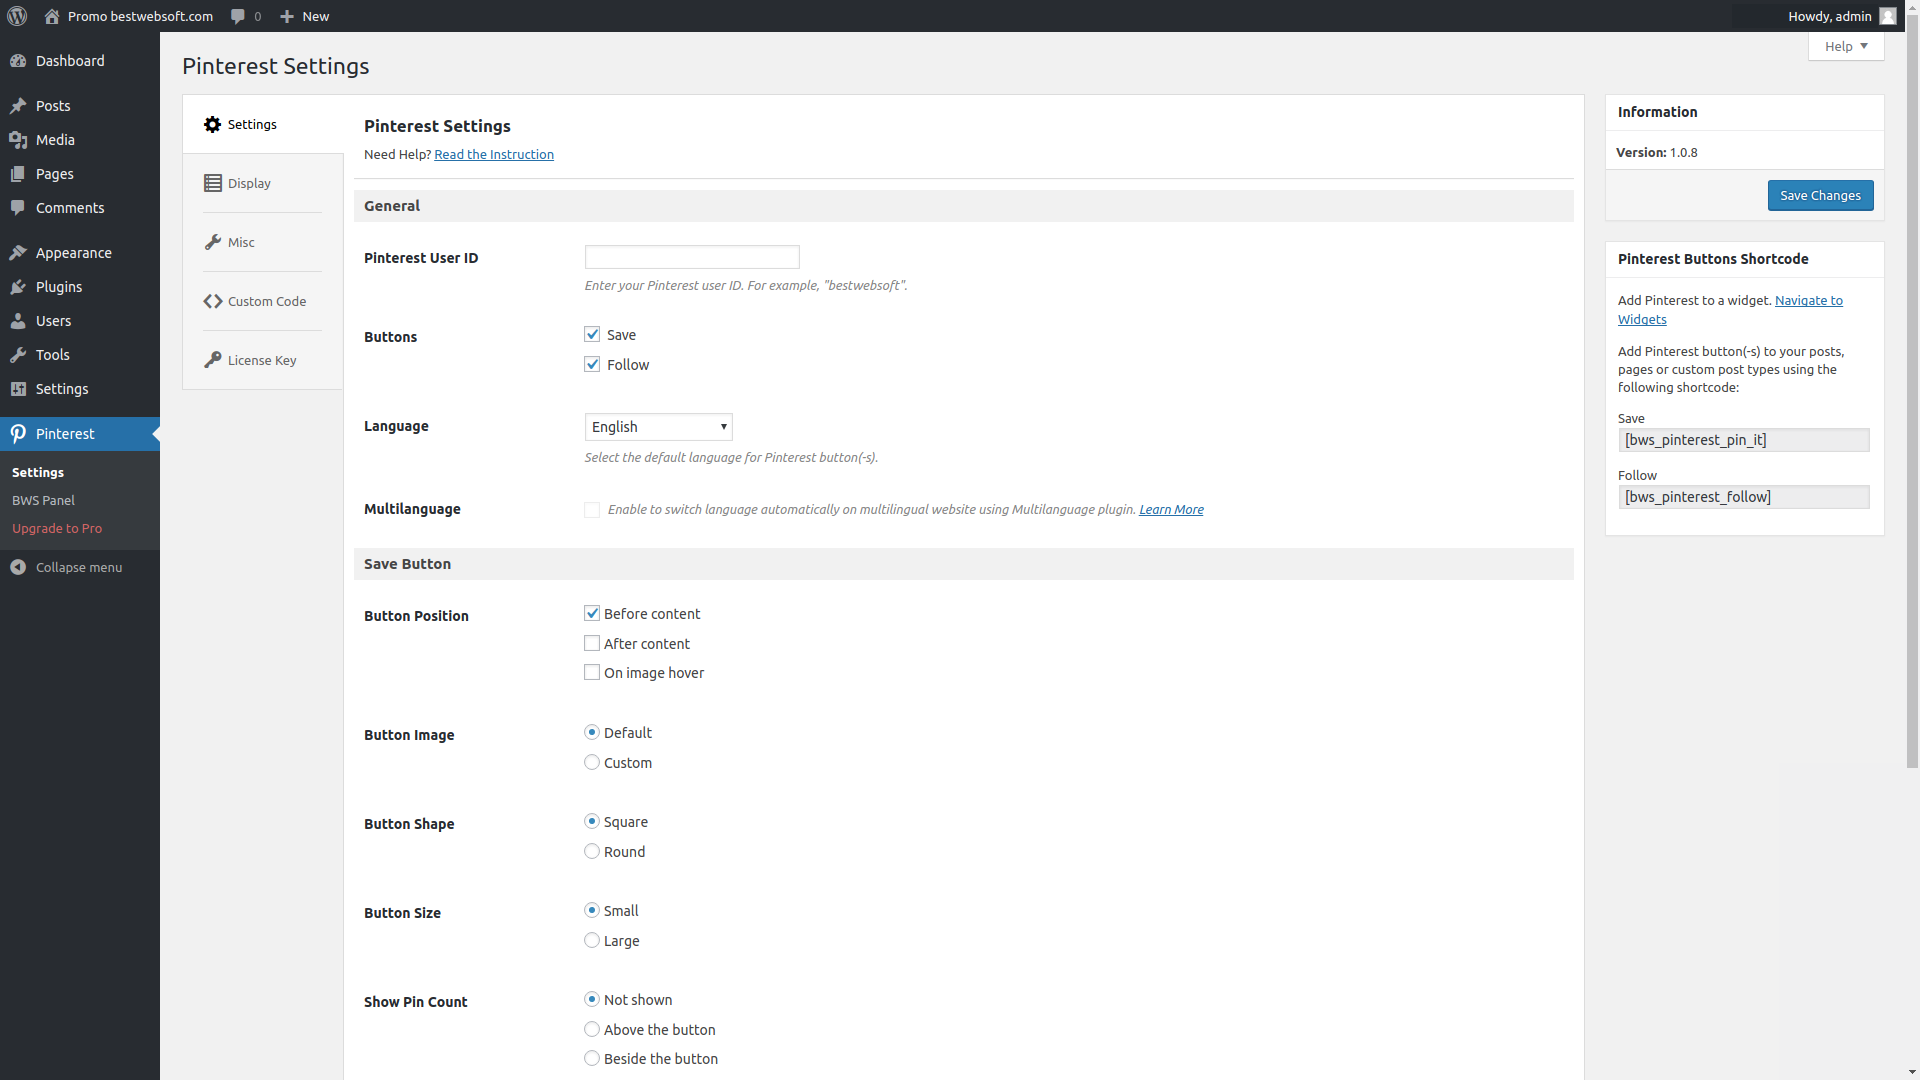 Promo bestwebsoft.com 0 New Howdy, admin
Help
Dashboard
Posts
Media
Pages
Comments
Appearance
Plugins
Users
Tools
Settings
Pinterest
Settings
BWS Panel
Upgrade to Pro
Collapse menu
Pinterest Settings
Settings
Display
Misc
Custom Code
License Key
Pinterest Settings
Need Help? Read the Instruction
General
Pinterest User ID
Enter your Pinterest user ID. For example, "bestwebsoft".
Buttons
Save
Follow
Language
English
Select the default language for Pinterest button(-s).
Multilanguage
Enable to switch language automatically on multilingual website using Multilanguage plugin. Learn More
Save Button
Button Position
Before content
After content
On image hover
Button Image
Default
Custom
Button Shape
Square
Round
Button Size
Small
Large
Show Pin Count
Not shown
Above the button
Beside the button
Information
Version: 1.0.8
Save Changes
Pinterest Buttons Shortcode
Add Pinterest to a widget. Navigate to
Widgets
Add Pinterest button(-s) to your posts,
pages or custom post types using the
following shortcode:
Save
[bws_pinterest_pin_it]
Follow
[bws_pinterest_follow]